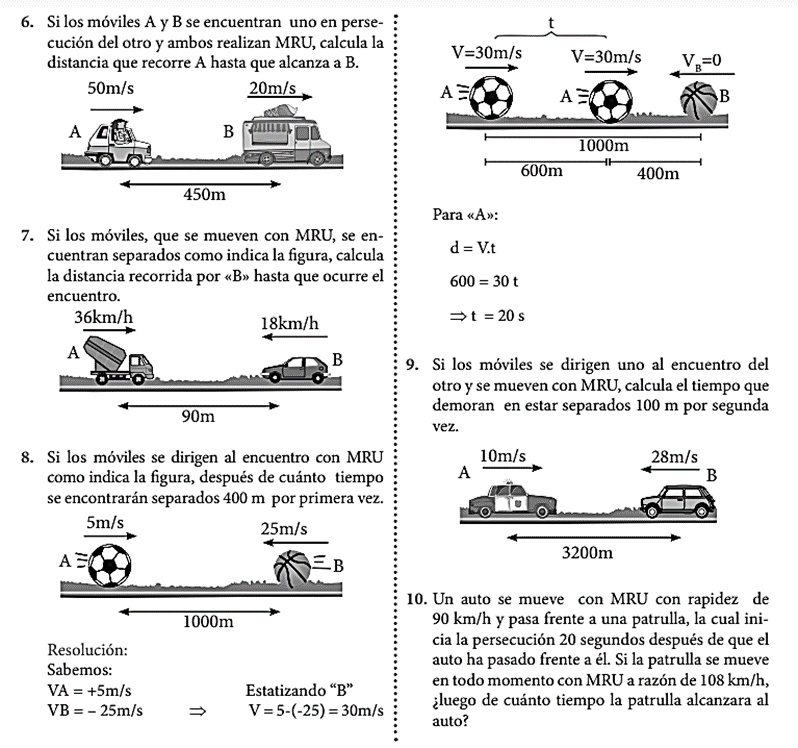 6. Si los móviles A y B se encuentran uno en perse-
cución del otro y ambos realizan MRU, calcula la
distancia que recorre A hasta que alcanza a B.
50m/s
20m/s
A
B
450m
7. Si los móviles, que se mueven con MRU, se en-
cuentran separados como indica la figura, calcula
la distancia recorrida por «B» hasta que ocurre el
encuentro.
36km/h
18km/h
A
B
90m
8. Si los móviles se dirigen al encuentro con MRU
como indica la figura, después de cuánto tiempo
se encontrarán separados 400 m por primera vez.
5m/s
25m/s
A
B
1000m
Resolución:
Sabemos:
VA = +5m/s Estatizando “B”
VB = – 25m/s ⇒ V = 5-(-25) = 30m/s
t
V=30m/s V=30m/s V_B=0
A A B
1000m
600m 400m
Para «A»:
d = V.t
600 = 30 t
⇒ t = 20 s
9. Si los móviles se dirigen uno al encuentro del
otro y se mueven con MRU, calcula el tiempo que
demoran en estar separados 100 m por segunda
vez.
10m/s
28m/s
A
B
3200m
10. Un auto se mueve con MRU con rapidez de
90 km/h y pasa frente a una patrulla, la cual ini-
cia la persecución 20 segundos después de que el
auto ha pasado frente a él. Si la patrulla se mueve
en todo momento con MRU a razón de 108 km/h,
¿luego de cuánto tiempo la patrulla alcanzara al
auto?